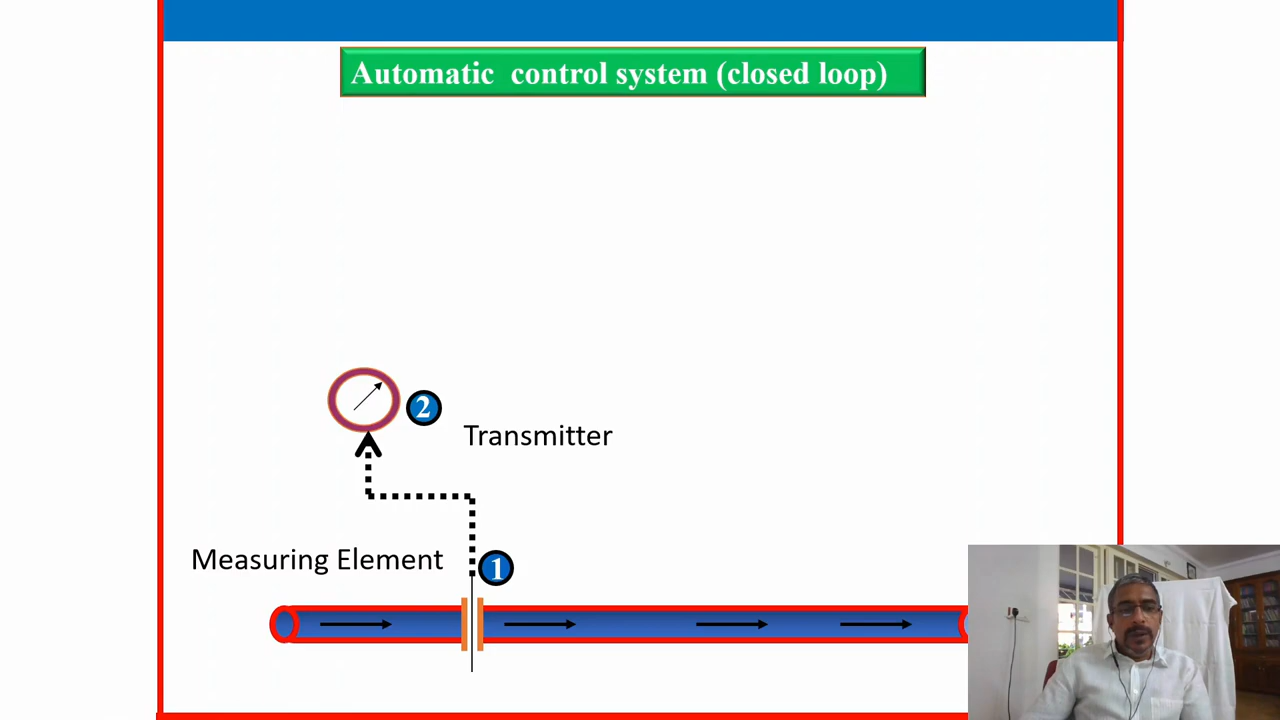 Automatic control system (closed loop)
2
Transmitter
Measuring Element
1